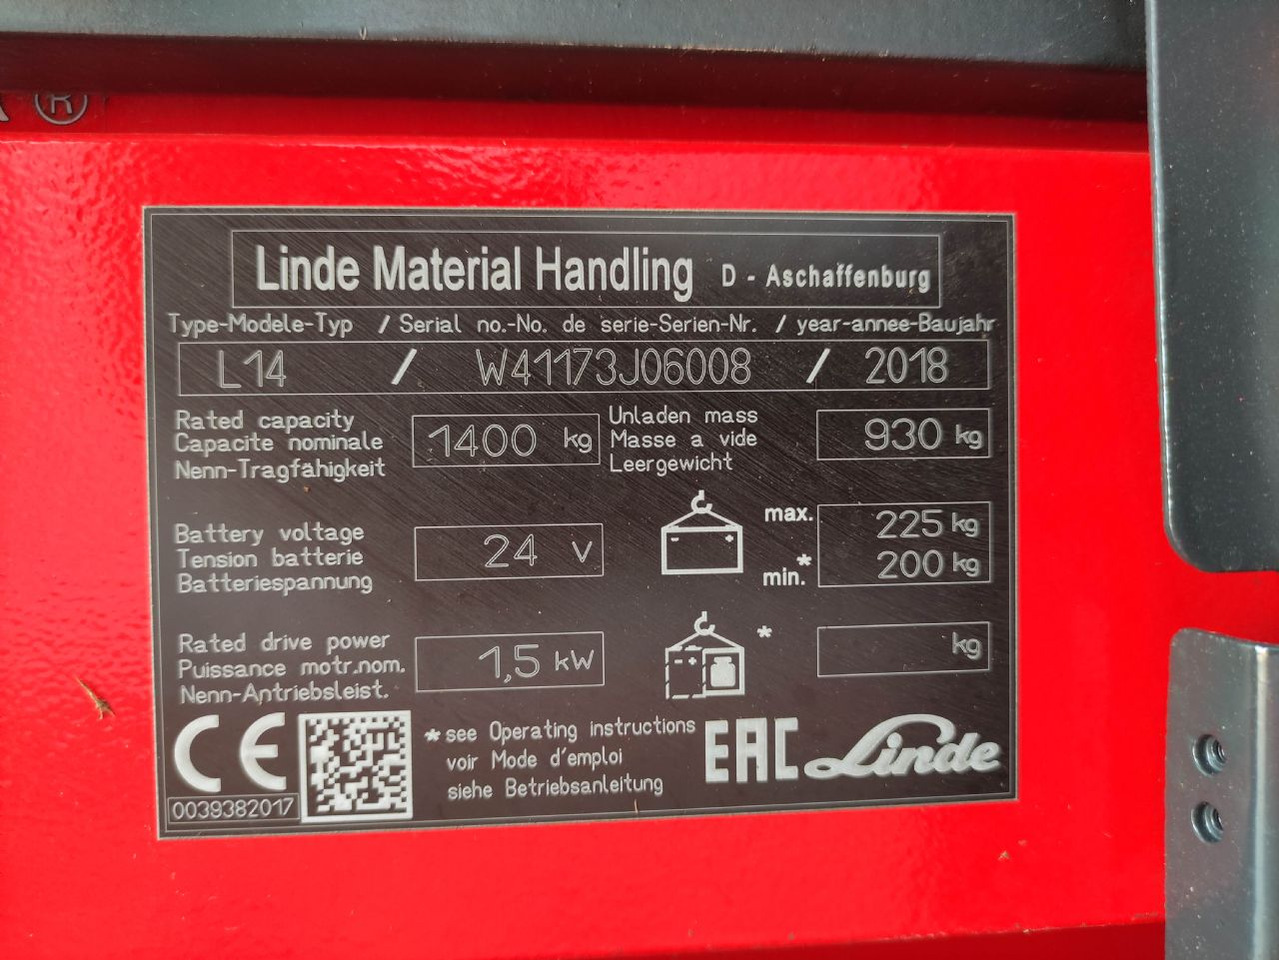 ®
Linde Material Handling D - Aschaffenburg
Type-Modele-Typ / Serial no.-No. de serie-Serien-Nr. / year-annee-Baujahr
L14 / W41173J06008 / 2018
Rated capacity
Capacite nominale
Nenn-Tragfähigkeit
1400 kg
Unladen mass
Masse a vide
Leergewicht
930 kg
Battery voltage
Tension batterie
Batteriespannung
24 V
- +
max. 225 kg
min.* 200 kg
Rated drive power
Puissance motr.nom.
Nenn-Antriebsleist.
1,5 kW
- +
* kg
CE
0039382017
*see Operating instructions
voir Mode d'emploi
siehe Betriebsanleitung
EAC
Linde